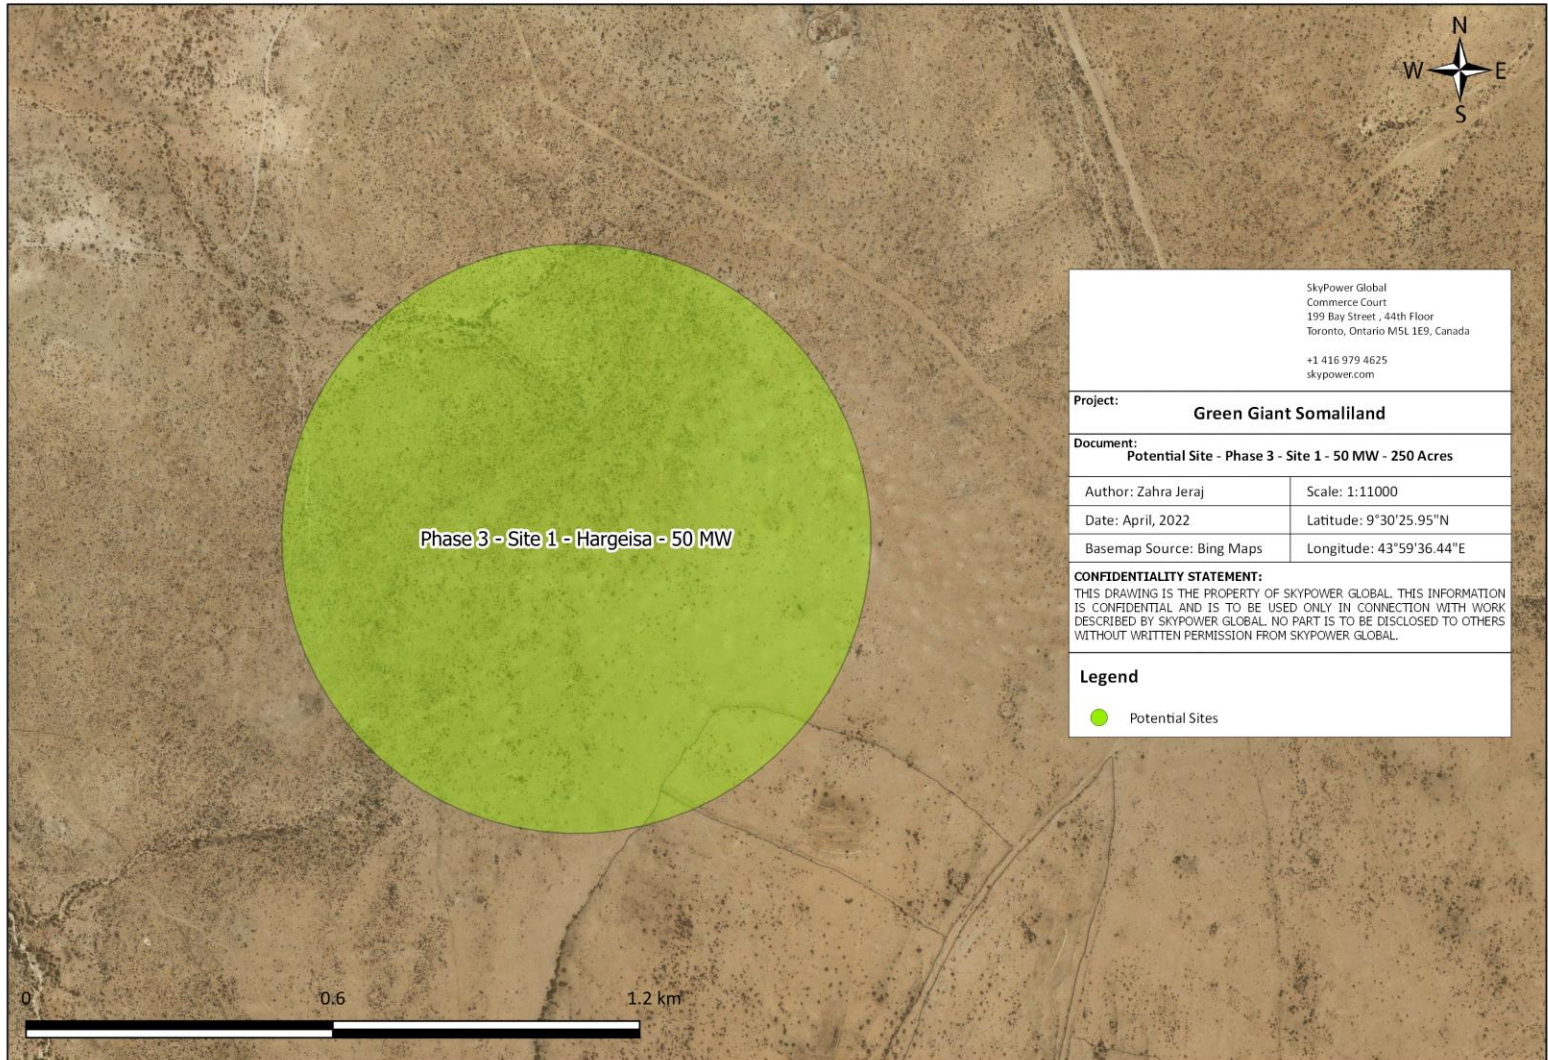 N
W E
S
SkyPower Global
Commerce Court
199 Bay Street , 44th Floor
Toronto, Ontario M5L 1E9, Canada
+1 416 979 4625
skypower.com
Project:
Green Giant Somaliland
Document:
Potential Site - Phase 3 - Site 1 - 50 MW - 250 Acres
Author: Zahra Jeraj
Scale: 1:11000
Date: April, 2022
Latitude: 9°30'25.95"N
Basemap Source: Bing Maps
Longitude: 43°59'36.44"E
CONFIDENTIALITY STATEMENT:
THIS DRAWING IS THE PROPERTY OF SKYPOWER GLOBAL. THIS INFORMATION
IS CONFIDENTIAL AND IS TO BE USED ONLY IN CONNECTION WITH WORK
DESCRIBED BY SKYPOWER GLOBAL. NO PART IS TO BE DISCLOSED TO OTHERS
WITHOUT WRITTEN PERMISSION FROM SKYPOWER GLOBAL.
Legend
Potential Sites
Phase 3 - Site 1 - Hargeisa - 50 MW
0 0.6 1.2 km